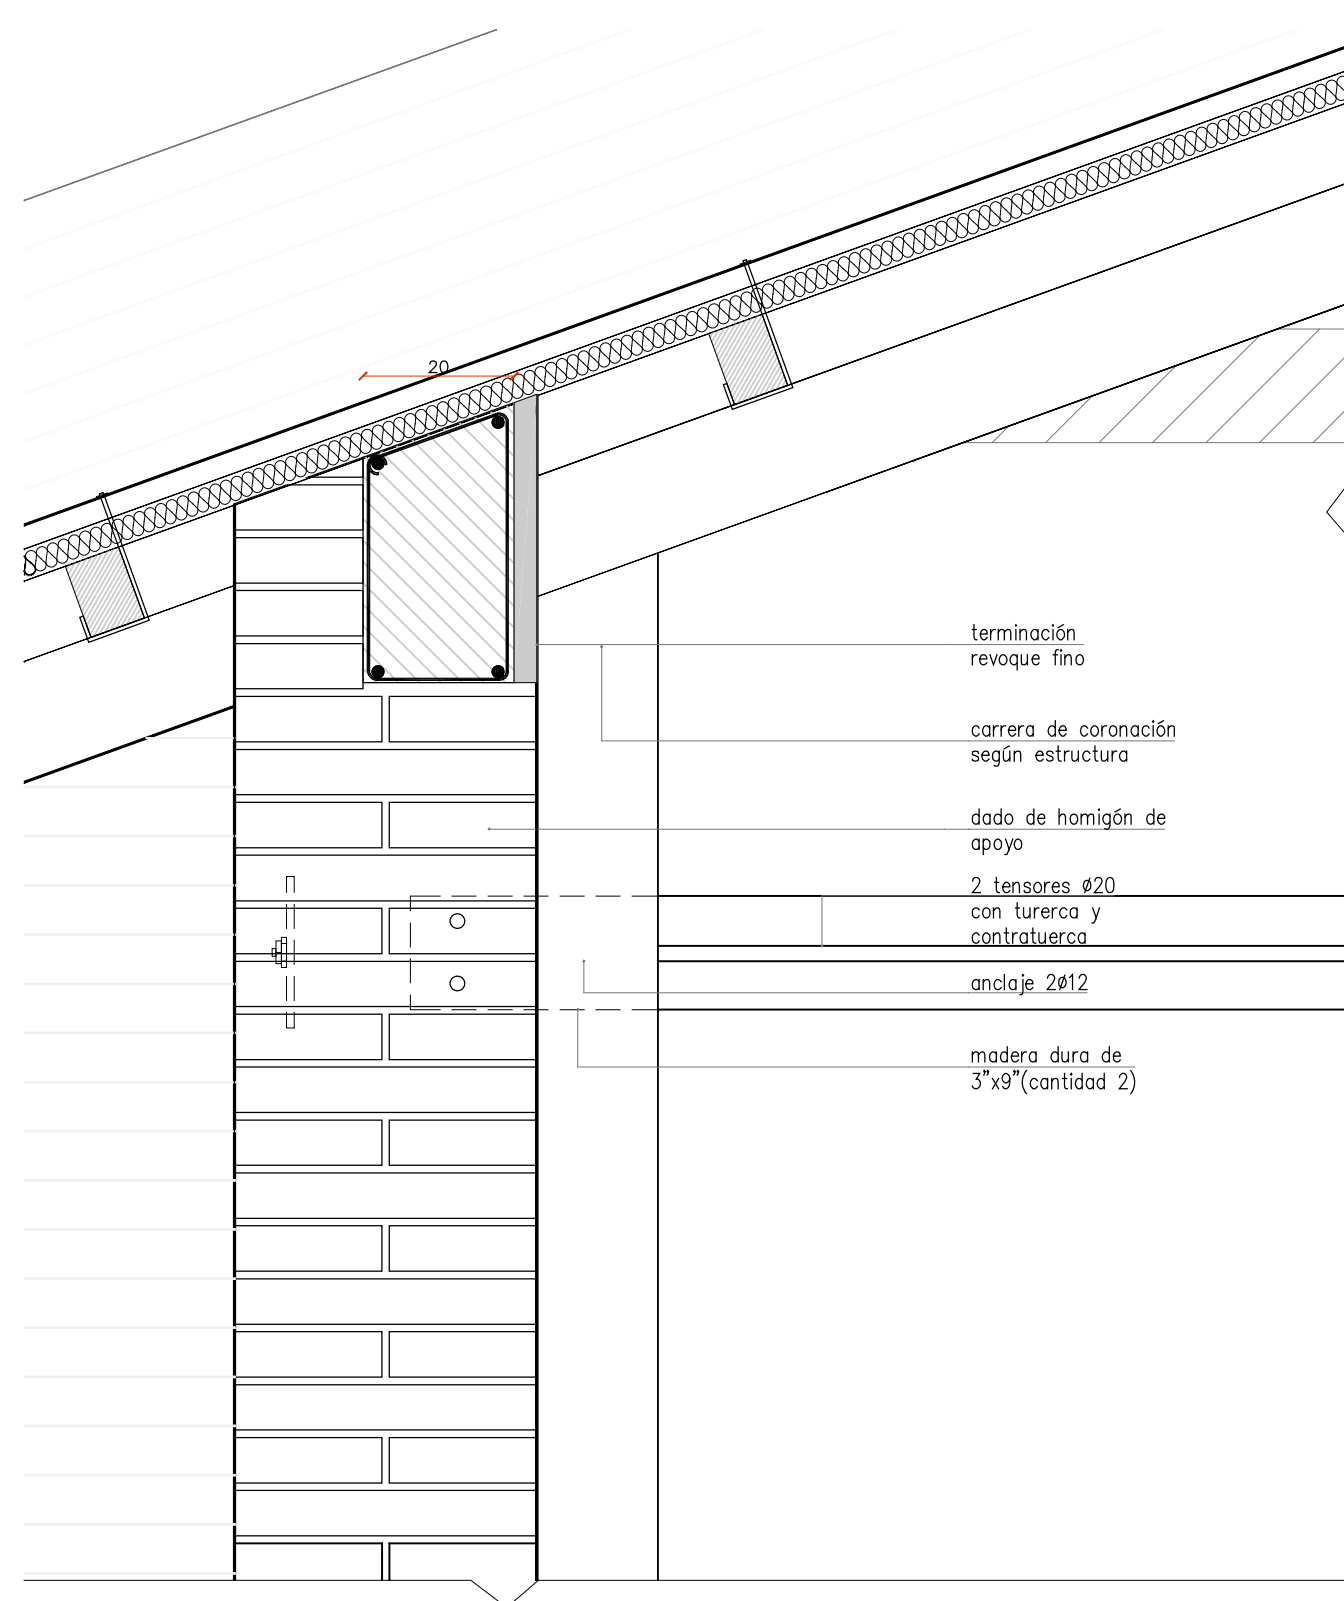 20
terminación
revoque fino
carrera de coronación
según estructura
dado de homigón de
apoyo
2 tensores ø20
con turerca y
contratuerca
anclaje 2ø12
madera dura de
3”x9”(cantidad 2)